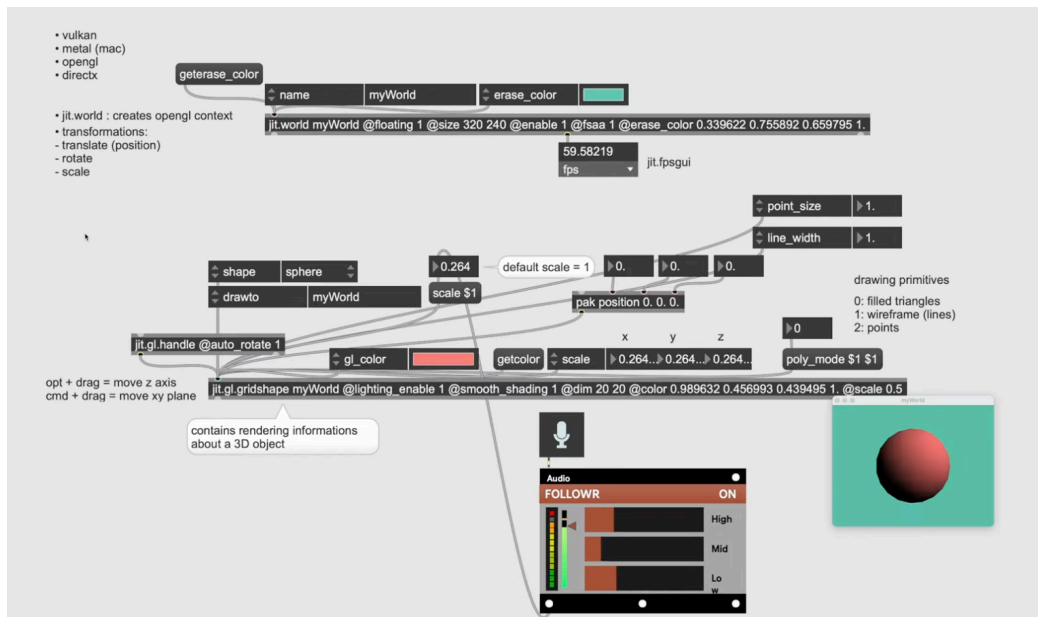 • vulkan
• metal (mac)
• opengl
• directx
geterase_color
name
myWorld
erase_color
• jit.world : creates opengl context
• transformations:
- translate (position)
- rotate
- scale
jit.world myWorld @floating 1 @size 320 240 @enable 1 @fsaa 1 @erase_color 0.339622 0.755892 0.659795 1.
59.58219
fps
jit.fpsgui
point_size
1.
line_width
1.
shape
sphere
0.264
default scale = 1
0.
0.
0.
drawto
myWorld
scale $1
pak position 0. 0. 0.
drawing primitives
0: filled triangles
1: wireframe (lines)
2: points
0
jit.gl.handle @auto_rotate 1
x
y
z
gl_color
getcolor
scale
0.264...
0.264...
0.264...
poly_mode $1 $1
opt + drag = move z axis
cmd + drag = move xy plane
jit.gl.gridshape myWorld @lighting_enable 1 @smooth_shading 1 @dim 20 20 @color 0.989632 0.456993 0.439495 1. @scale 0.5
myWorld
contains rendering informations
about a 3D object
Audio
FOLLOWR
ON
High
Mid
Lo
w